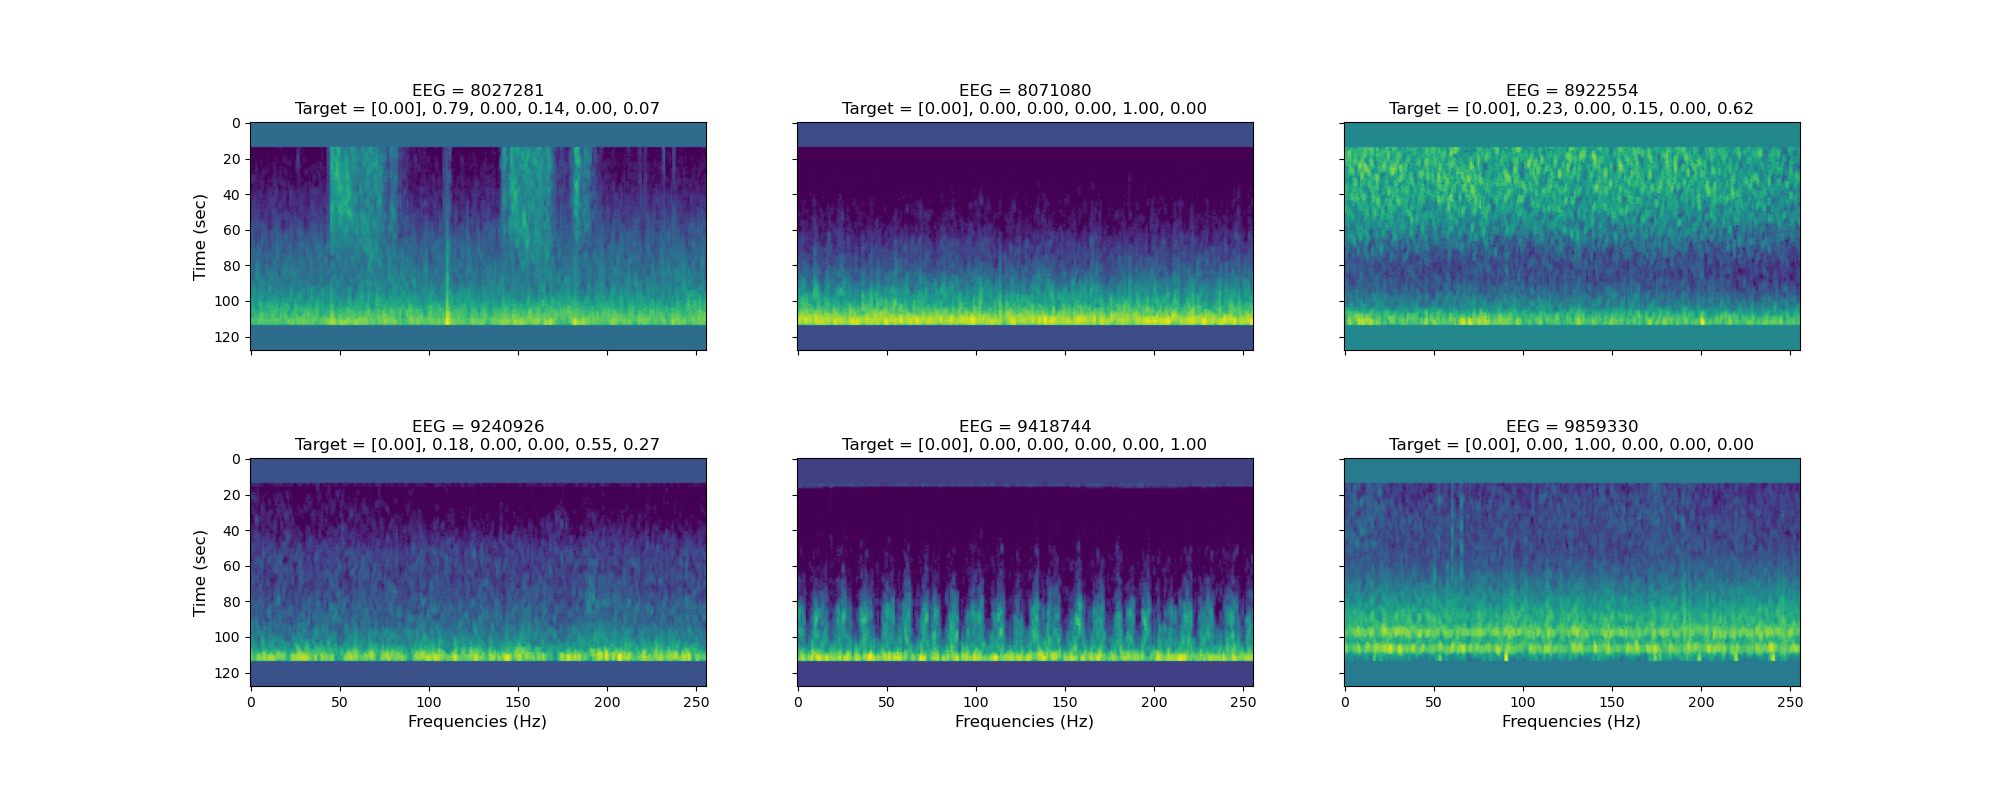 EEG = 8027281
Target = [0.00], 0.79, 0.00, 0.14, 0.00, 0.07
EEG = 8071080
Target = [0.00], 0.00, 0.00, 0.00, 1.00, 0.00
EEG = 8922554
Target = [0.00], 0.23, 0.00, 0.15, 0.00, 0.62
Time (sec)
0
20
40
60
80
100
120
0
50
100
150
200
250
EEG = 9240926
Target = [0.00], 0.18, 0.00, 0.00, 0.55, 0.27
EEG = 9418744
Target = [0.00], 0.00, 0.00, 0.00, 0.00, 1.00
EEG = 9859330
Target = [0.00], 0.00, 1.00, 0.00, 0.00, 0.00
Time (sec)
0
20
40
60
80
100
120
0 50 100 150 200 250
Frequencies (Hz)
0 50 100 150 200 250
Frequencies (Hz)
0 50 100 150 200 250
Frequencies (Hz)